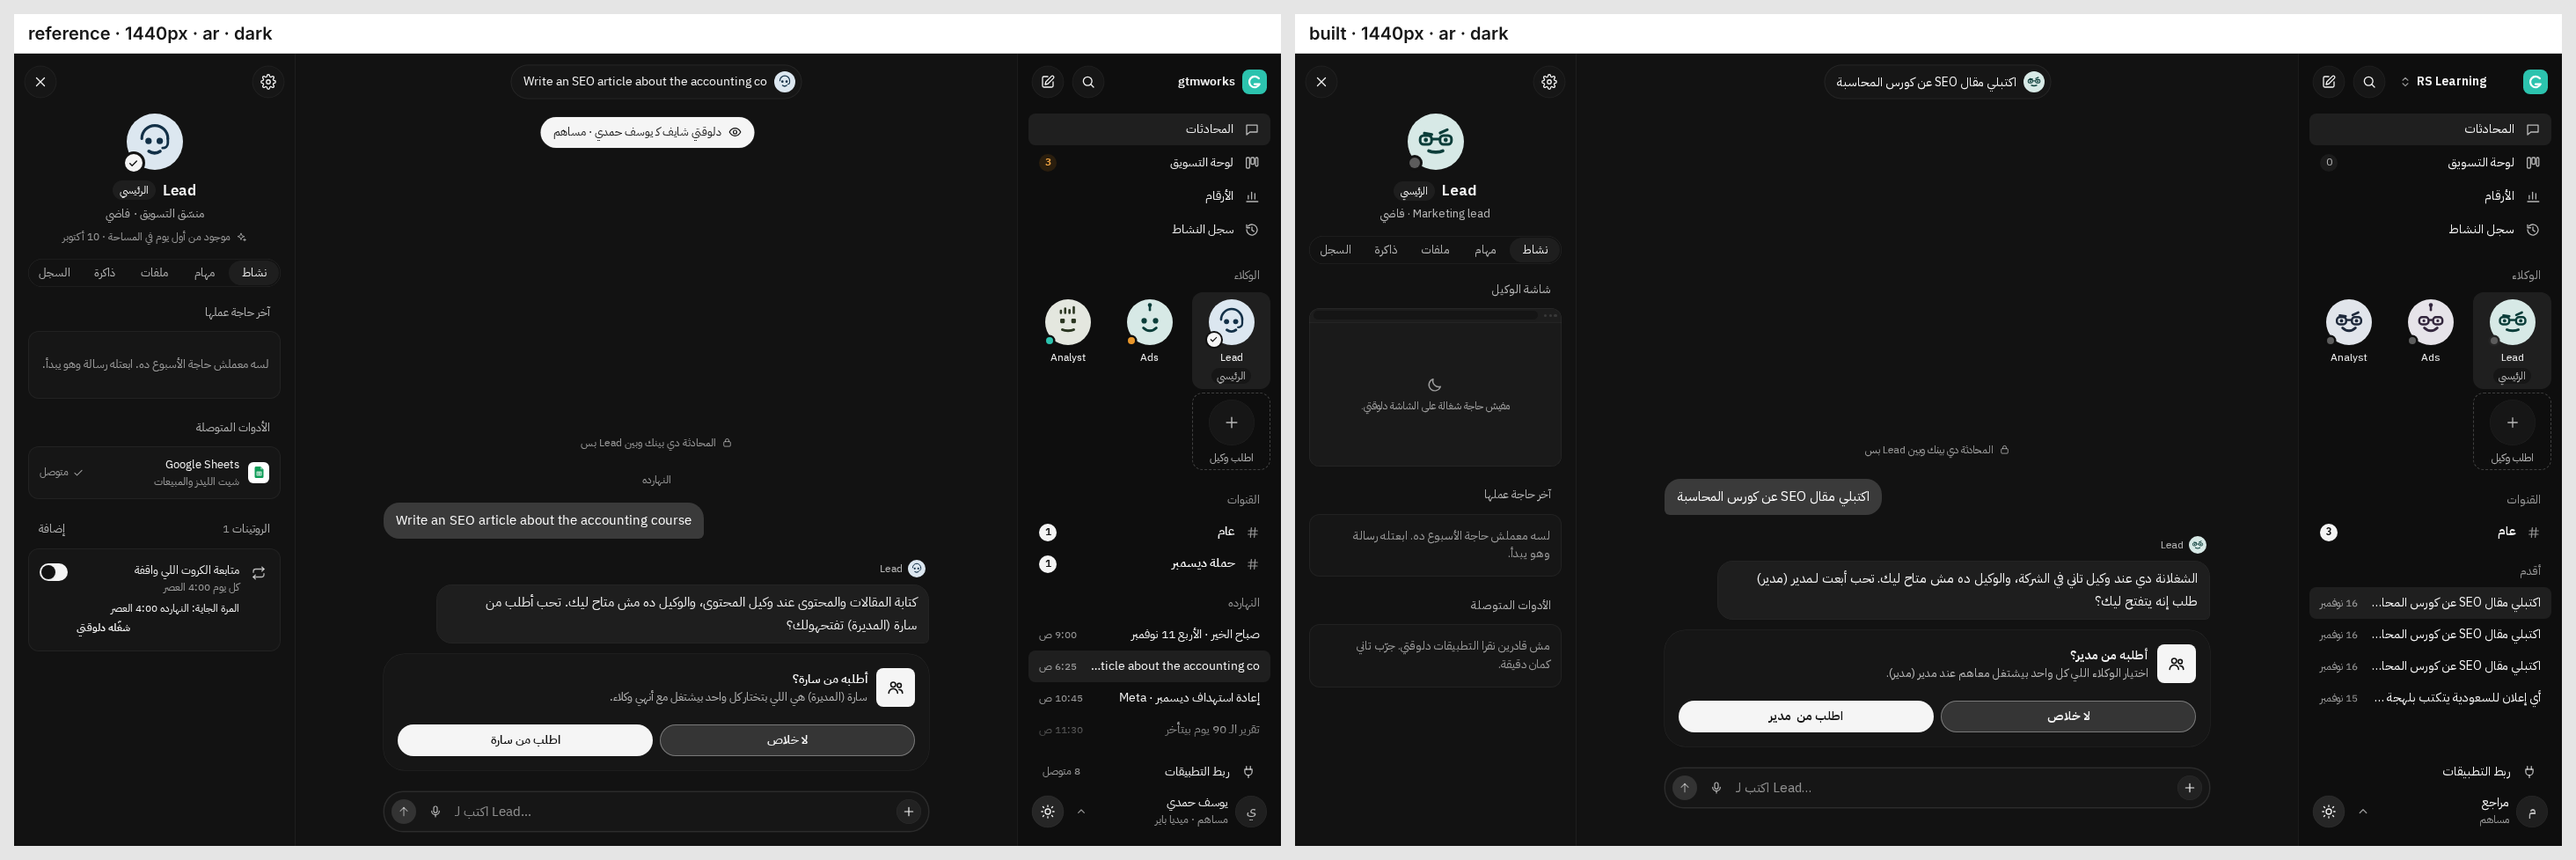 reference · 1440px · ar · dark
gtmworks
المحادثات
لوحة التسويق
3
الأرقام
سجل النشاط
الوكلاء
Lead
الرئيسي
Ads
Analyst
اطلب وكيل
القنوات
عام
1
حملة ديسمبر
1
النهارده
صباح الخير · الأربع 11 نوفمبر
9:00 ص
...ticle about the accounting co
6:25 ص
إعادة استهداف ديسمبر · Meta
10:45 ص
تقرير الـ 90 يوم بيتأخر
11:30 ص
ربط التطبيقات
8 متوصل
ي
يوسف حمدي
مساهم · ميديا باير
Write an SEO article about the accounting co
دلوقتي شايف كـ يوسف حمدي · مساهم
المحادثة دي بينك وبين Lead بس
النهارده
Write an SEO article about the accounting course
Lead
كتابة المقالات والمحتوى عند وكيل المحتوى، والوكيل ده مش متاح ليك. تحب أطلب من
سارة (المديرة) تفتحهولك؟
أطلبه من سارة؟
سارة (المديرة) هي اللي بتختار كل واحد بيشتغل مع أنهي وكلاء.
لا خلاص
اطلب من سارة
اكتب لـ Lead...
Lead
الرئيسي
منسّق التسويق · فاضي
موجود من أول يوم في المساحة · 10 أكتوبر
نشاط
مهام
ملفات
ذاكرة
السجل
آخر حاجة عملها
لسه معملش حاجة الأسبوع ده. ابعتله رسالة وهو يبدأ.
الأدوات المتوصلة
Google Sheets
شيت الليدز والمبيعات
متوصل
الروتينات 1
إضافة
متابعة الكروت اللي واقفة
كل يوم 4:00 العصر
المرة الجاية: النهارده 4:00 العصر
شغّله دلوقتي
built · 1440px · ar · dark
RS Learning
المحادثات
لوحة التسويق
0
الأرقام
سجل النشاط
الوكلاء
Lead
الرئيسي
Ads
Analyst
اطلب وكيل
القنوات
عام
3
أقدم
اكتبلي مقال SEO عن كورس المحا...
16 نوفمبر
اكتبلي مقال SEO عن كورس المحا...
16 نوفمبر
اكتبلي مقال SEO عن كورس المحا...
16 نوفمبر
أي إعلان للسعودية يتكتب بلهجة ...
15 نوفمبر
ربط التطبيقات
م
مراجع
مساهم
اكتبلي مقال SEO عن كورس المحاسبة
المحادثة دي بينك وبين Lead بس
اكتبلي مقال SEO عن كورس المحاسبة
Lead
الشغلانة دي عند وكيل تاني في الشركة، والوكيل ده مش متاح ليك. تحب أبعت لمدير (مدير)
طلب إنه يتفتح ليك؟
أطلبه من مدير؟
اختيار الوكلاء اللي كل واحد بيشتغل معاهم عند مدير (مدير).
لا خلاص
اطلب من مدير
اكتب لـ Lead...
Lead
الرئيسي
Marketing lead · فاضي
نشاط
مهام
ملفات
ذاكرة
السجل
شاشة الوكيل
مفيش حاجة شغالة على الشاشة دلوقتي.
آخر حاجة عملها
لسه معملش حاجة الأسبوع ده. ابعتله رسالة
وهو يبدأ.
الأدوات المتوصلة
مش قادرين نقرا التطبيقات دلوقتي. جرّب تاني
كمان دقيقة.